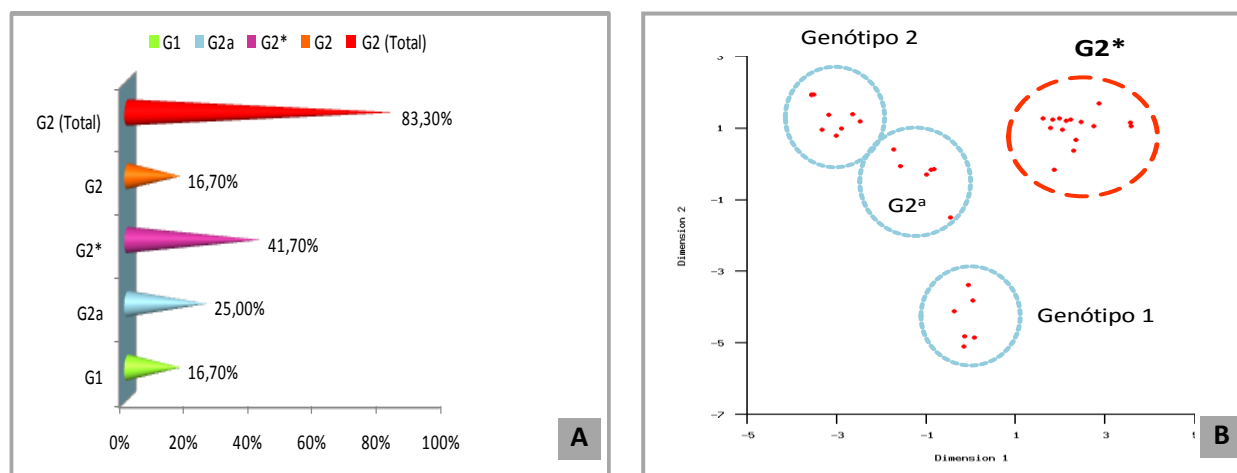 G1 G2a G2* G2 G2 (Total)
G2 (Total)
83,30%
G2
16,70%
G2*
41,70%
G2a
25,00%
G1
16,70%
0% 20% 40% 60% 80% 100%
A
Genótipo 2
G2*
G2ª
Genótipo 1
Dimension 2
3
1
-1
-3
-5
-7
-5 -3 -1 1 3 5
Dimension 1
B